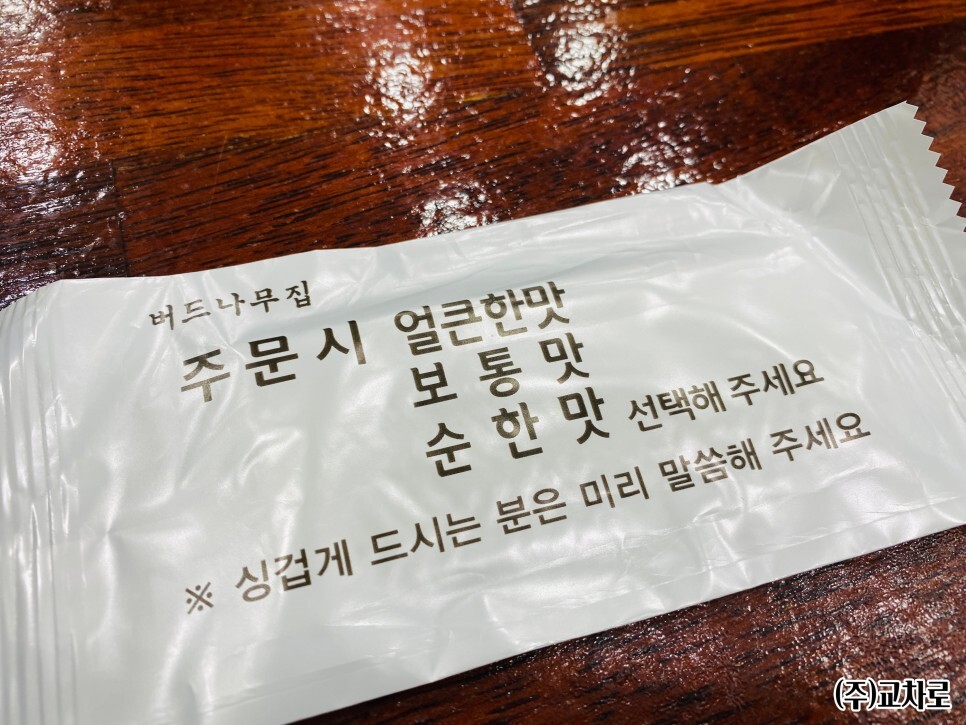 버드나무집
주문시 얼큰한맛
보통맛
순한맛 선택해 주세요
※ 싱겁게 드시는 분은 미리 말씀해 주세요
(주)교차로